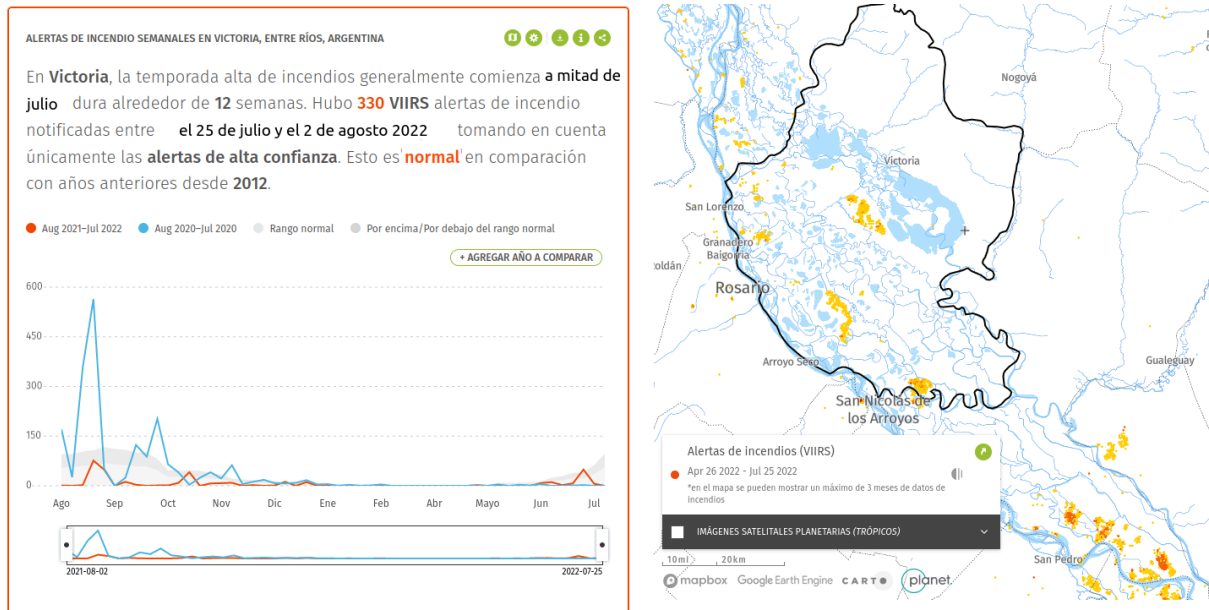 ALERTAS DE INCENDIO SEMANALES EN VICTORIA, ENTRE RÍOS, ARGENTINA
En Victoria, la temporada alta de incendios generalmente comienza a mitad de
julio dura alrededor de 12 semanas. Hubo 330 VIIRS alertas de incendio
notificadas entre el 25 de julio y el 2 de agosto 2022 tomando en cuenta
únicamente las alertas de alta confianza. Esto es normal en comparación
con años anteriores desde 2012.
Aug 2021–Jul 2022 Aug 2020–Jul 2020 Rango normal Por encima/Por debajo del rango normal
+ AGREGAR AÑO A COMPARAR
600
450
300
150
0
Ago Sep Oct Nov Dic Ene Feb Mar Abr Mayo Jun Jul
2021-08-02 2022-07-25
Nogoyá
Victoria
San Lorenzo
Granadero
Baigorria
oldán
Rosario
Arroyo Seco
Gualeguay
San Nicolás de
los Arroyos
Alertas de incendios (VIIRS)
Apr 26 2022 - Jul 25 2022
*en el mapa se pueden mostrar un máximo de 3 meses de datos de
incendios
IMÁGENES SATELITALES PLANETARIAS (TRÓPICOS)
San Pedro
10mi 20km
mapbox Google Earth Engine CARTO planet.